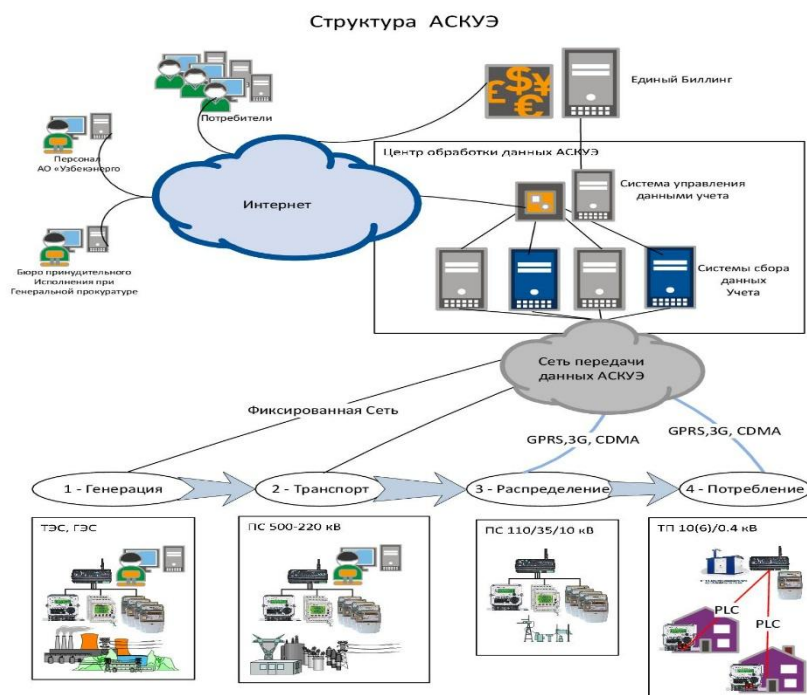 Структура АСКУЭ
Потребители
£$¥€
Единый Биллинг
Персонал
АО «Узбекэнерго
Интернет
Центр обработки данных АСКУЭ
Система управления
данными учета
Бюро принудительного
Исполнения при
Генеральной прокуратуре
Системы сбора
данных
Учета
Сеть передачи
данных АСКУЭ
Фиксированная Сеть
GPRS,3G, CDMA
GPRS,3G, CDMA
1 - Генерация
2 - Транспорт
3 - Распределение
4 - Потребление
ТЭС, ГЭС
ПС 500-220 кВ
ПС 110/35/10 кВ
ТП 10(6)/0.4 кВ
PLC
PLC